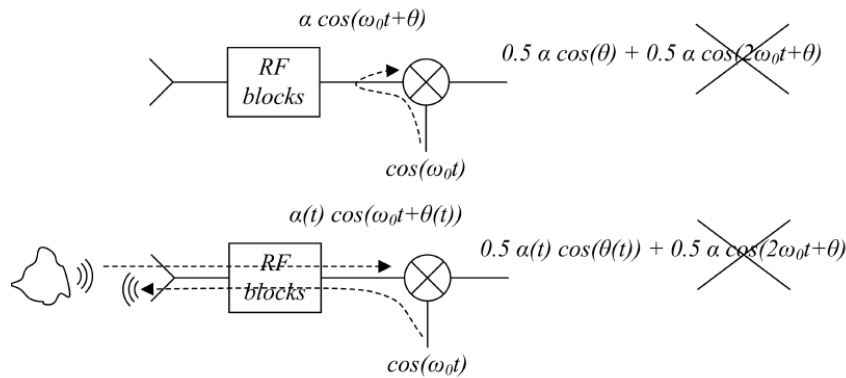 α cos(ω₀t+θ)
RF
blocks
0.5 α cos(θ) + 0.5 α cos(2ω₀t+θ)
cos(ω₀t)
α(t) cos(ω₀t+θ(t))
RF
blocks
0.5 α(t) cos(θ(t)) + 0.5 α cos(2ω₀t+θ)
cos(ω₀t)